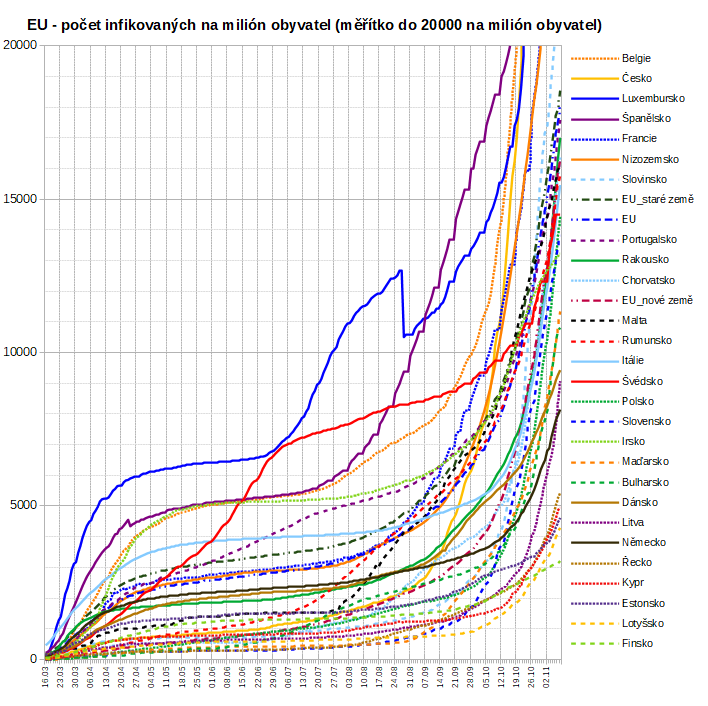 EU - počet infikovaných na milión obyvatel (měřítko do 20000 na milión obyvatel)
20000
15000
10000
5000
0
16.03
23.03
30.03
06.04
13.04
20.04
27.04
04.05
11.05
18.05
25.05
01.06
08.06
15.06
22.06
29.06
06.07
13.07
20.07
27.07
03.08
10.08
17.08
24.08
31.08
07.09
14.09
21.09
28.09
05.10
12.10
19.10
26.10
02.11
Belgie
Česko
Luxembursko
Španělsko
Francie
Nizozemsko
Slovinsko
EU_staré země
EU
Portugalsko
Rakousko
Chorvatsko
EU_nové země
Malta
Rumunsko
Itálie
Švédsko
Polsko
Slovensko
Irsko
Maďarsko
Bulharsko
Dánsko
Litva
Německo
Řecko
Kypr
Estonsko
Lotyšsko
Finsko